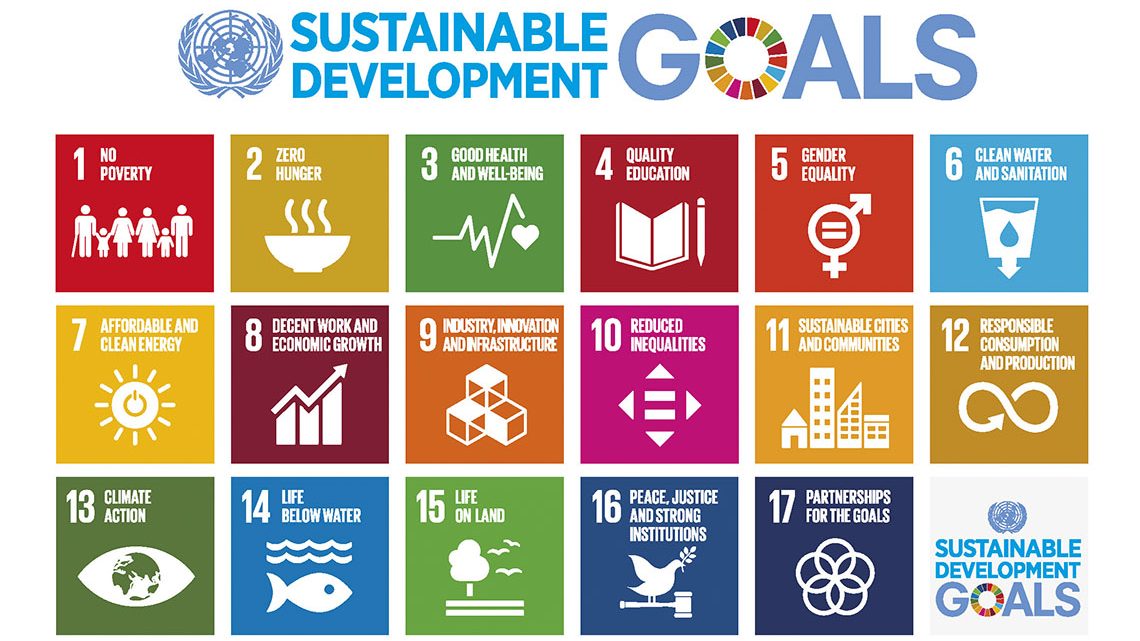 SUSTAINABLE
DEVELOPMENT
GOALS
1 NO
POVERTY
2 ZERO
HUNGER
3 GOOD HEALTH
AND WELL-BEING
4 QUALITY
EDUCATION
5 GENDER
EQUALITY
6 CLEAN WATER
AND SANITATION
7 AFFORDABLE AND
CLEAN ENERGY
8 DECENT WORK AND
ECONOMIC GROWTH
9 INDUSTRY, INNOVATION
AND INFRASTRUCTURE
10 REDUCED
INEQUALITIES
11 SUSTAINABLE CITIES
AND COMMUNITIES
12 RESPONSIBLE
CONSUMPTION
AND PRODUCTION
13 CLIMATE
ACTION
14 LIFE
BELOW WATER
15 LIFE
ON LAND
16 PEACE, JUSTICE
AND STRONG
INSTITUTIONS
17 PARTNERSHIPS
FOR THE GOALS
SUSTAINABLE
DEVELOPMENT
GOALS